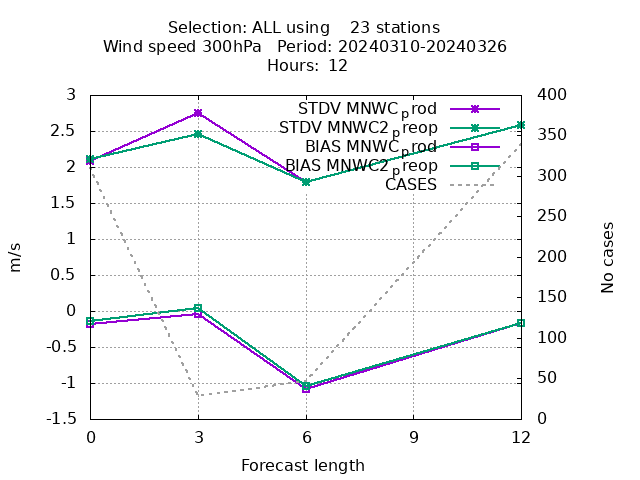 Selection: ALL using    23 stations
Wind speed 300hPa   Period: 20240310-20240326
Hours:  12
STDV MNWC_prod
STDV MNWC2_preop
BIAS MNWC_prod
BIAS MNWC2_preop
CASES
m/s
3
2.5
2
1.5
1
0.5
0
-0.5
-1
-1.5
400
350
300
250
200
150
100
50
0
No cases
0 3 6 9 12
Forecast length